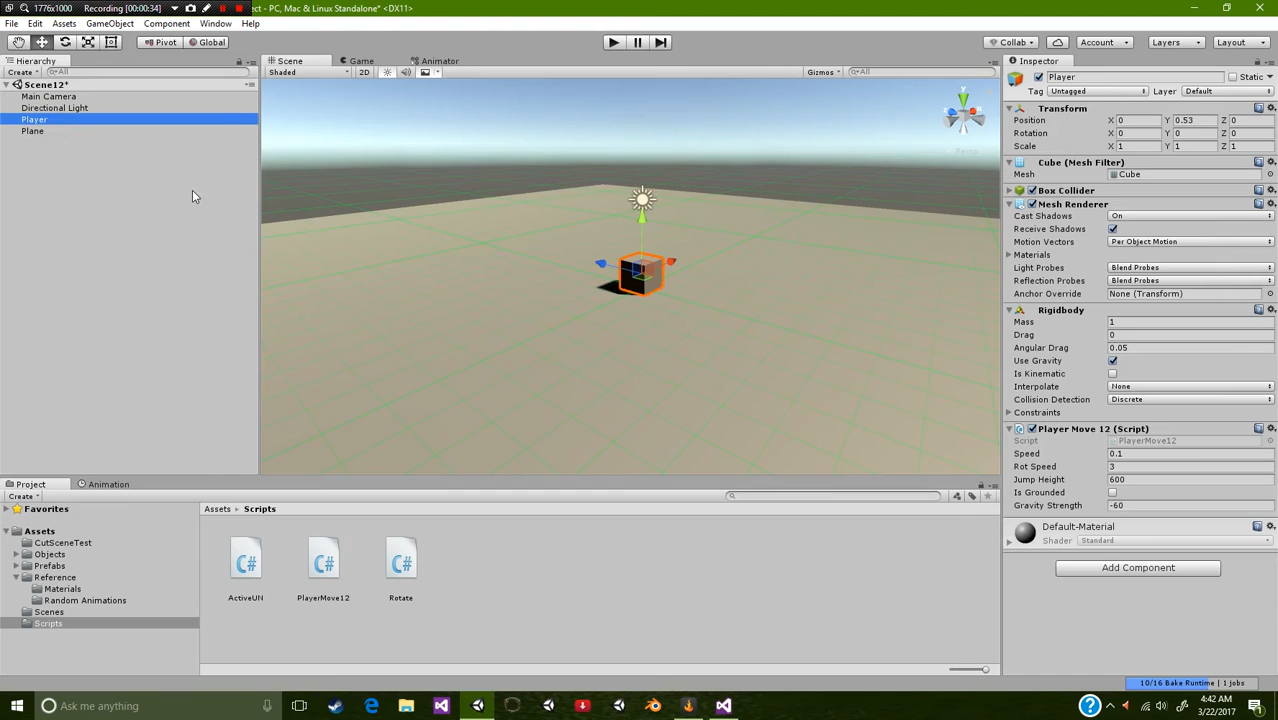 1776x1000 Recording [00:00:34] ect - PC, Mac & Linux Standalone* <DX11>
File Edit Assets GameObject Component Window Help
Pivot Global Collab Account Layers Layout
Hierarchy
Create All
Scene12*
Main Camera
Directional Light
Player
Plane
Scene Game Animator
Shaded 2D Gizmos All
y
Persp
Inspector
Player Static
Tag Untagged Layer Default
Transform
Position X 0 Y 0.53 Z 0
Rotation X 0 Y 0 Z 0
Scale X 1 Y 1 Z 1
Cube (Mesh Filter)
Mesh Cube
Box Collider
Mesh Renderer
Cast Shadows On
Receive Shadows
Motion Vectors Per Object Motion
Materials
Light Probes Blend Probes
Reflection Probes Blend Probes
Anchor Override None (Transform)
Rigidbody
Mass 1
Drag 0
Angular Drag 0.05
Use Gravity
Is Kinematic
Interpolate None
Collision Detection Discrete
Constraints
Player Move 12 (Script)
Script PlayerMove12
Speed 0.1
Rot Speed 3
Jump Height 600
Is Grounded
Gravity Strength -60
Default-Material
Shader Standard
Add Component
Project Animation
Create
Favorites
Assets
CutSceneTest
Objects
Prefabs
Reference
Materials
Random Animations
Scenes
Scripts
Assets Scripts
C# C# C#
ActiveUN PlayerMove12 Rotate
10/16 Bake Runtime | 1 jobs
Ask me anything
4:42 AM
3/22/2017